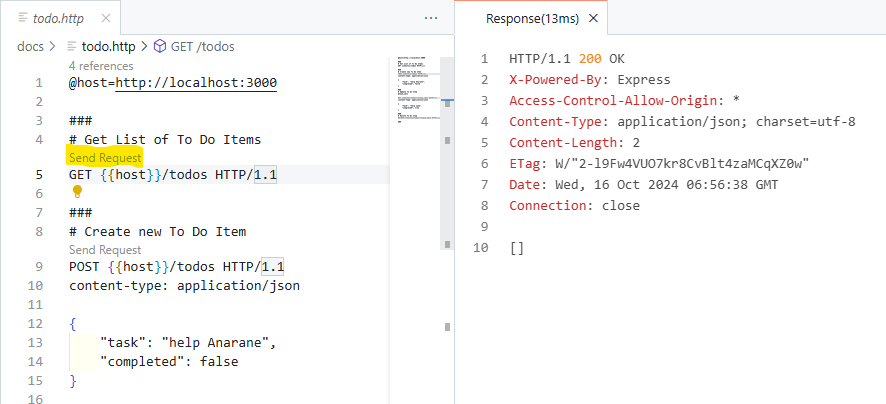 todo.http
docs > todo.http > GET /todos
4 references
1 @host=http://localhost:3000
2
3 ###
4 # Get List of To Do Items
Send Request
5 GET {{host}}/todos HTTP/1.1
6
7 ###
8 # Create new To Do Item
Send Request
9 POST {{host}}/todos HTTP/1.1
10 content-type: application/json
11
12 {
13 "task": "help Anarane",
14 "completed": false
15 }
16
Response(13ms)
1 HTTP/1.1 200 OK
2 X-Powered-By: Express
3 Access-Control-Allow-Origin: *
4 Content-Type: application/json; charset=utf-8
5 Content-Length: 2
6 ETag: W/"2-l9Fw4VUO7kr8CvBlt4zaMCqXZ0w"
7 Date: Wed, 16 Oct 2024 06:56:38 GMT
8 Connection: close
9
10 []